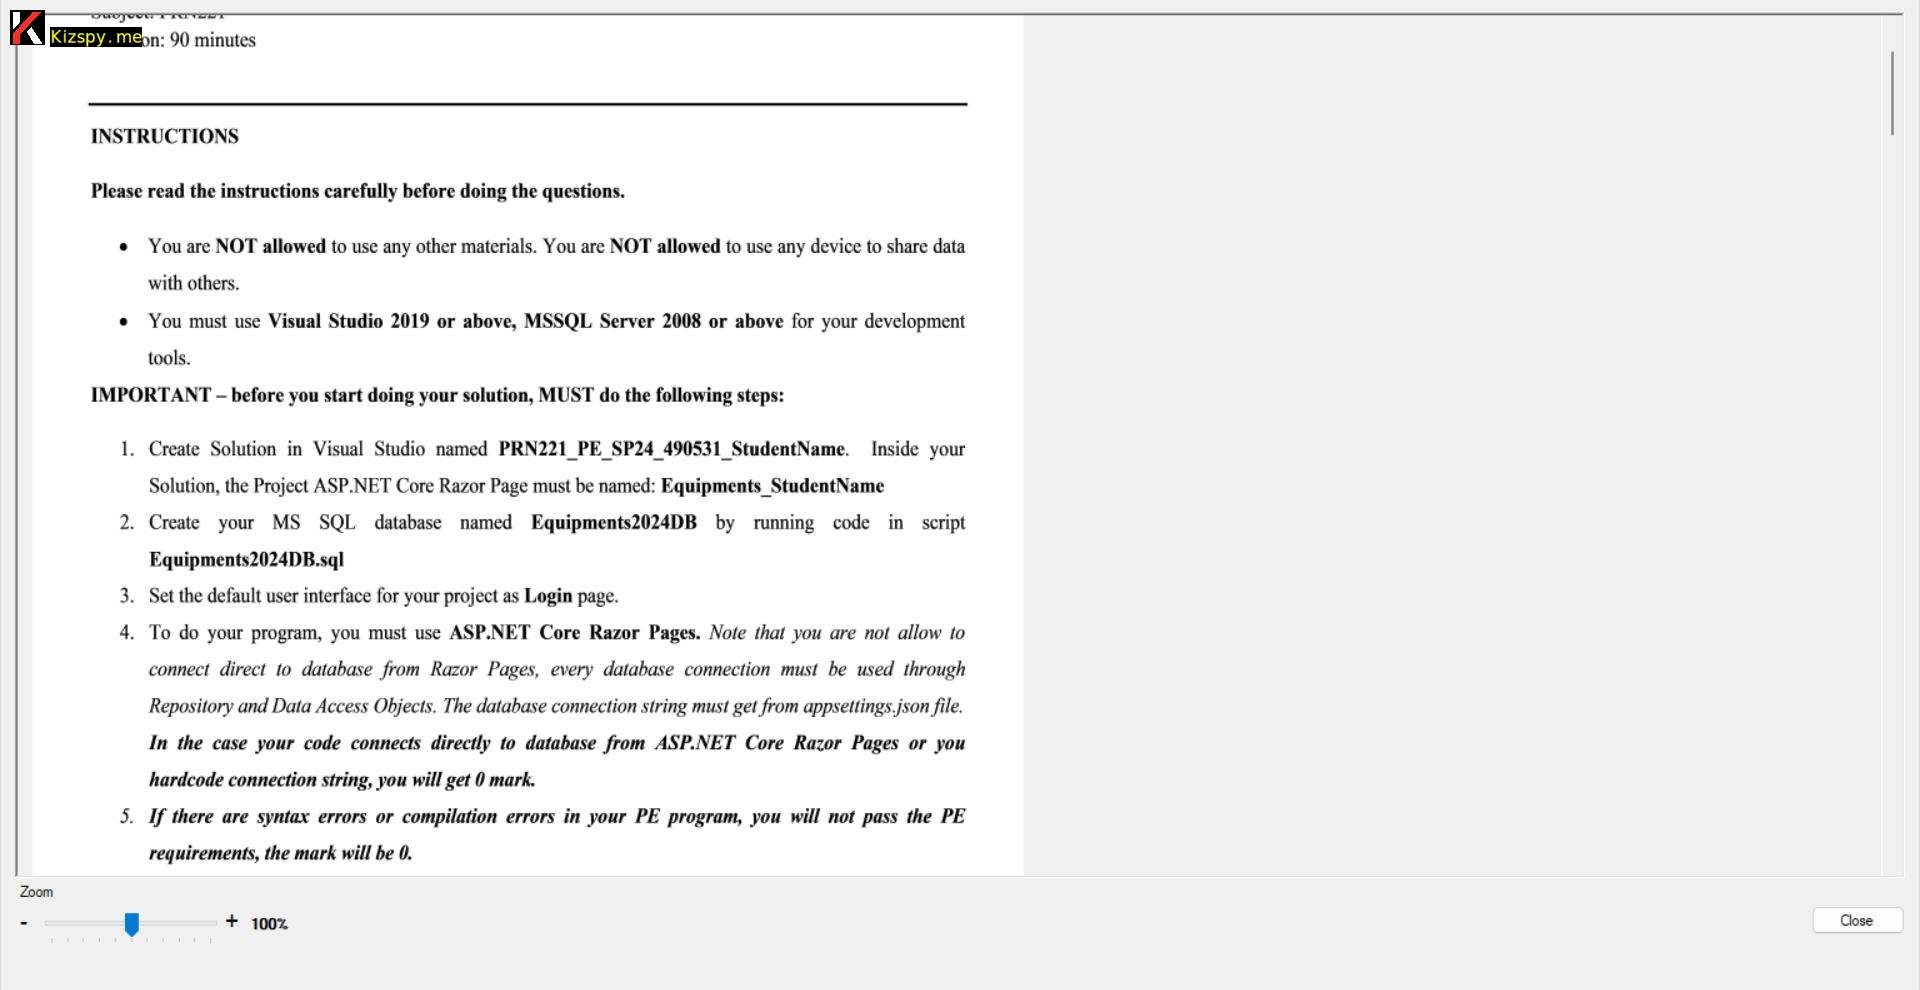 Subject: PRN221
Kizspy.me
on: 90 minutes
INSTRUCTIONS
Please read the instructions carefully before doing the questions.
• You are NOT allowed to use any other materials. You are NOT allowed to use any device to share data
with others.
• You must use Visual Studio 2019 or above, MSSQL Server 2008 or above for your development
tools.
IMPORTANT – before you start doing your solution, MUST do the following steps:
1. Create Solution in Visual Studio named PRN221_PE_SP24_490531_StudentName. Inside your
Solution, the Project ASP.NET Core Razor Page must be named: Equipments_StudentName
2. Create your MS SQL database named Equipments2024DB by running code in script
Equipments2024DB.sql
3. Set the default user interface for your project as Login page.
4. To do your program, you must use ASP.NET Core Razor Pages. Note that you are not allow to
connect direct to database from Razor Pages, every database connection must be used through
Repository and Data Access Objects. The database connection string must get from appsettings.json file.
In the case your code connects directly to database from ASP.NET Core Razor Pages or you
hardcode connection string, you will get 0 mark.
5. If there are syntax errors or compilation errors in your PE program, you will not pass the PE
requirements, the mark will be 0.
Zoom
- + 100%
Close